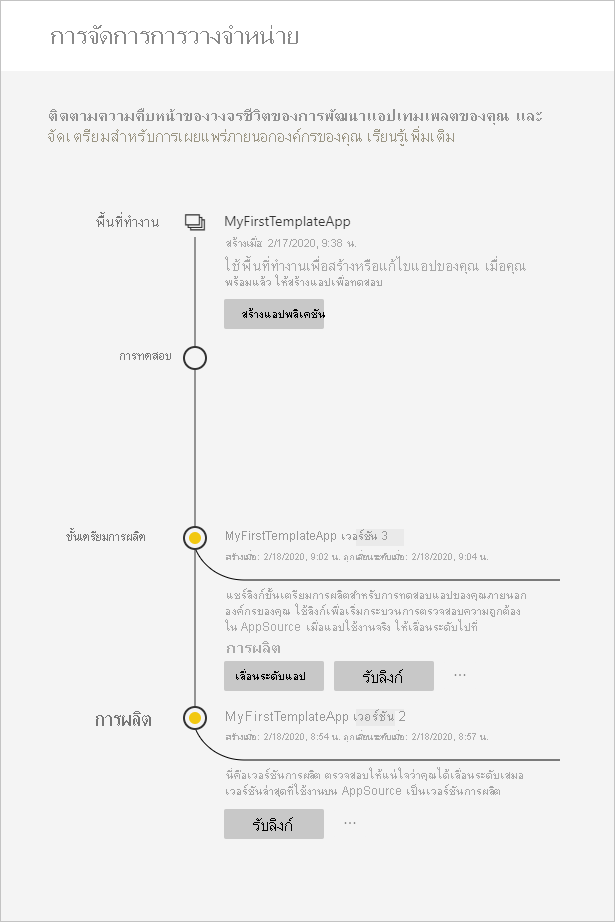 การจัดการการวางจำหน่าย
ติดตามความคืบหน้าของวงจรชีวิตของการพัฒนาแอปเทมเพลตของคุณ และ
จัดเตรียมสำหรับการเผยแพร่ภายนอกองค์กรของคุณ เรียนรู้เพิ่มเติม
พื้นที่ทำงาน
MyFirstTemplateApp
สร้างเมื่อ 2/17/2020, 9:38 น.
ใช้พื้นที่ทำงานเพื่อสร้างหรือแก้ไขแอปของคุณ เมื่อคุณ
พร้อมแล้ว ให้สร้างแอปเพื่อทดสอบ
สร้างแอปพลิเคชัน
การทดสอบ
ขั้นเตรียมการผลิต
MyFirstTemplateApp เวอร์ชัน 3
สร้างเมื่อ: 2/18/2020, 9:02 น. ถูกเลื่อนระดับเมื่อ: 2/18/2020, 9:04 น.
แชร์ลิงก์ขั้นเตรียมการผลิตสำหรับการทดสอบแอปของคุณภายนอก
องค์กรของคุณ ใช้ลิงก์เพื่อเริ่มกระบวนการตรวจสอบความถูกต้อง
ใน AppSource เมื่อแอปใช้งานจริง ให้เลื่อนระดับไปที่
การผลิต
เลื่อนระดับแอป
รับลิงก์
...
การผลิต
MyFirstTemplateApp เวอร์ชัน 2
สร้างเมื่อ: 2/18/2020, 8:54 น. ถูกเลื่อนระดับเมื่อ: 2/18/2020, 8:57 น.
นี่คือเวอร์ชันการผลิต ตรวจสอบให้แน่ใจว่าคุณได้เลื่อนระดับเสมอ
เวอร์ชันล่าสุดที่ใช้งานบน AppSource เป็นเวอร์ชันการผลิต
รับลิงก์
...